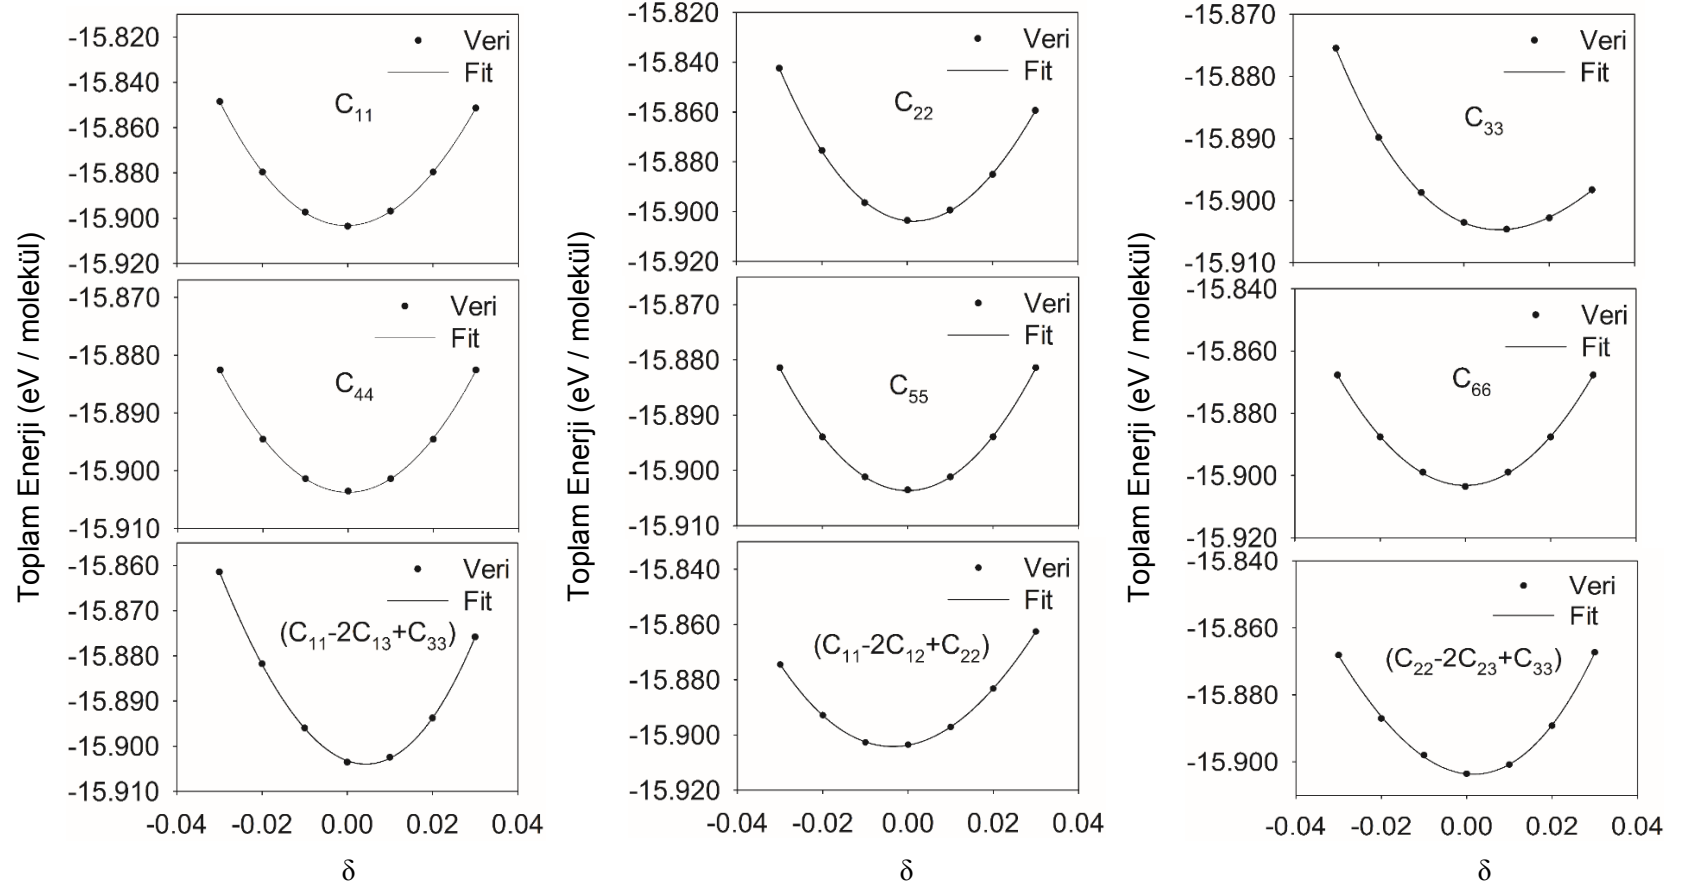 Toplam Enerji (eV / molekül)
-15.820
-15.840
-15.860
-15.880
-15.900
-15.920
Veri
Fit
C₁₁
-15.870
-15.880
-15.890
-15.900
-15.910
Veri
Fit
C₄₄
-15.860
-15.870
-15.880
-15.890
-15.900
-15.910
Veri
Fit
(C₁₁-2C₁₃+C₃₃)
-0.04 -0.02 0.00 0.02 0.04
δ
Toplam Enerji (eV / molekül)
-15.820
-15.840
-15.860
-15.880
-15.900
-15.920
Veri
Fit
C₂₂
-15.870
-15.880
-15.890
-15.900
-15.910
Veri
Fit
C₅₅
-15.840
-15.860
-15.880
-15.900
-15.920
Veri
Fit
(C₁₁-2C₁₂+C₂₂)
-0.04 -0.02 0.00 0.02 0.04
δ
Toplam Enerji (eV / molekül)
-15.870
-15.880
-15.890
-15.900
-15.910
Veri
Fit
C₃₃
-15.840
-15.860
-15.880
-15.900
-15.920
Veri
Fit
C₆₆
-15.840
-15.860
-15.880
-15.900
Veri
Fit
(C₂₂-2C₂₃+C₃₃)
-0.04 -0.02 0.00 0.02 0.04
δ